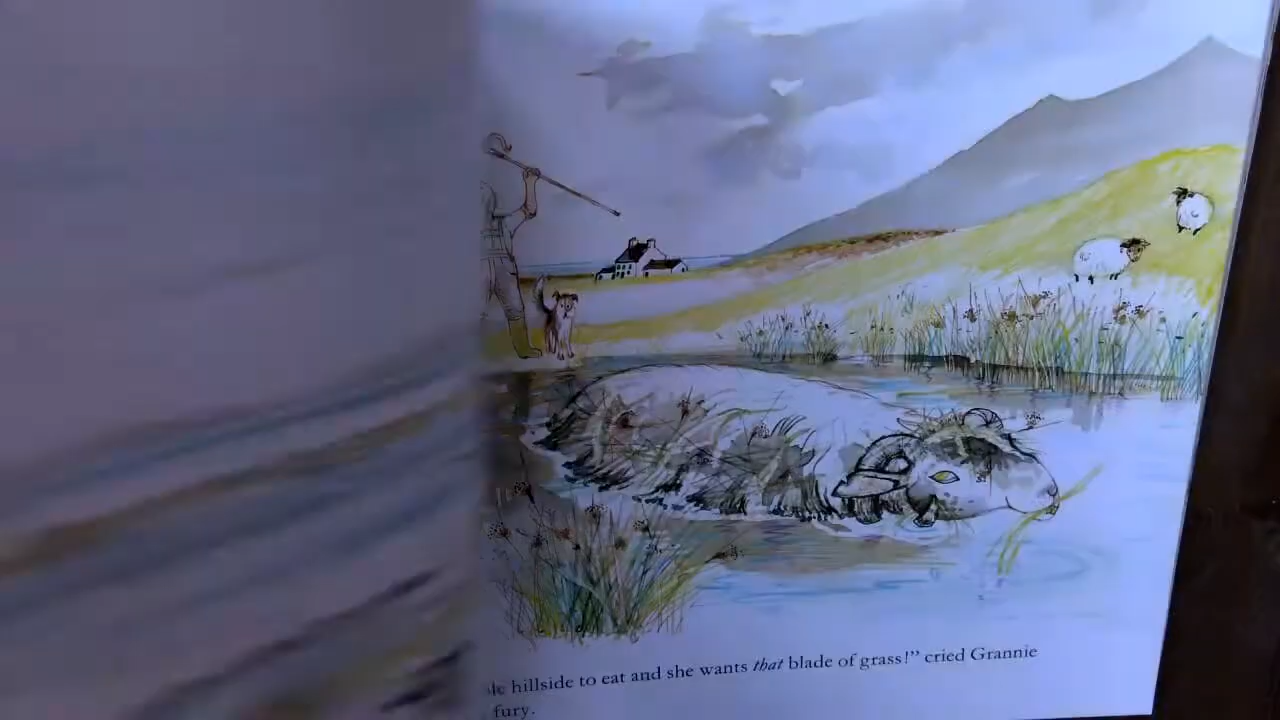 hillside to eat and she wants that blade of grass!” cried Grannie
fury.